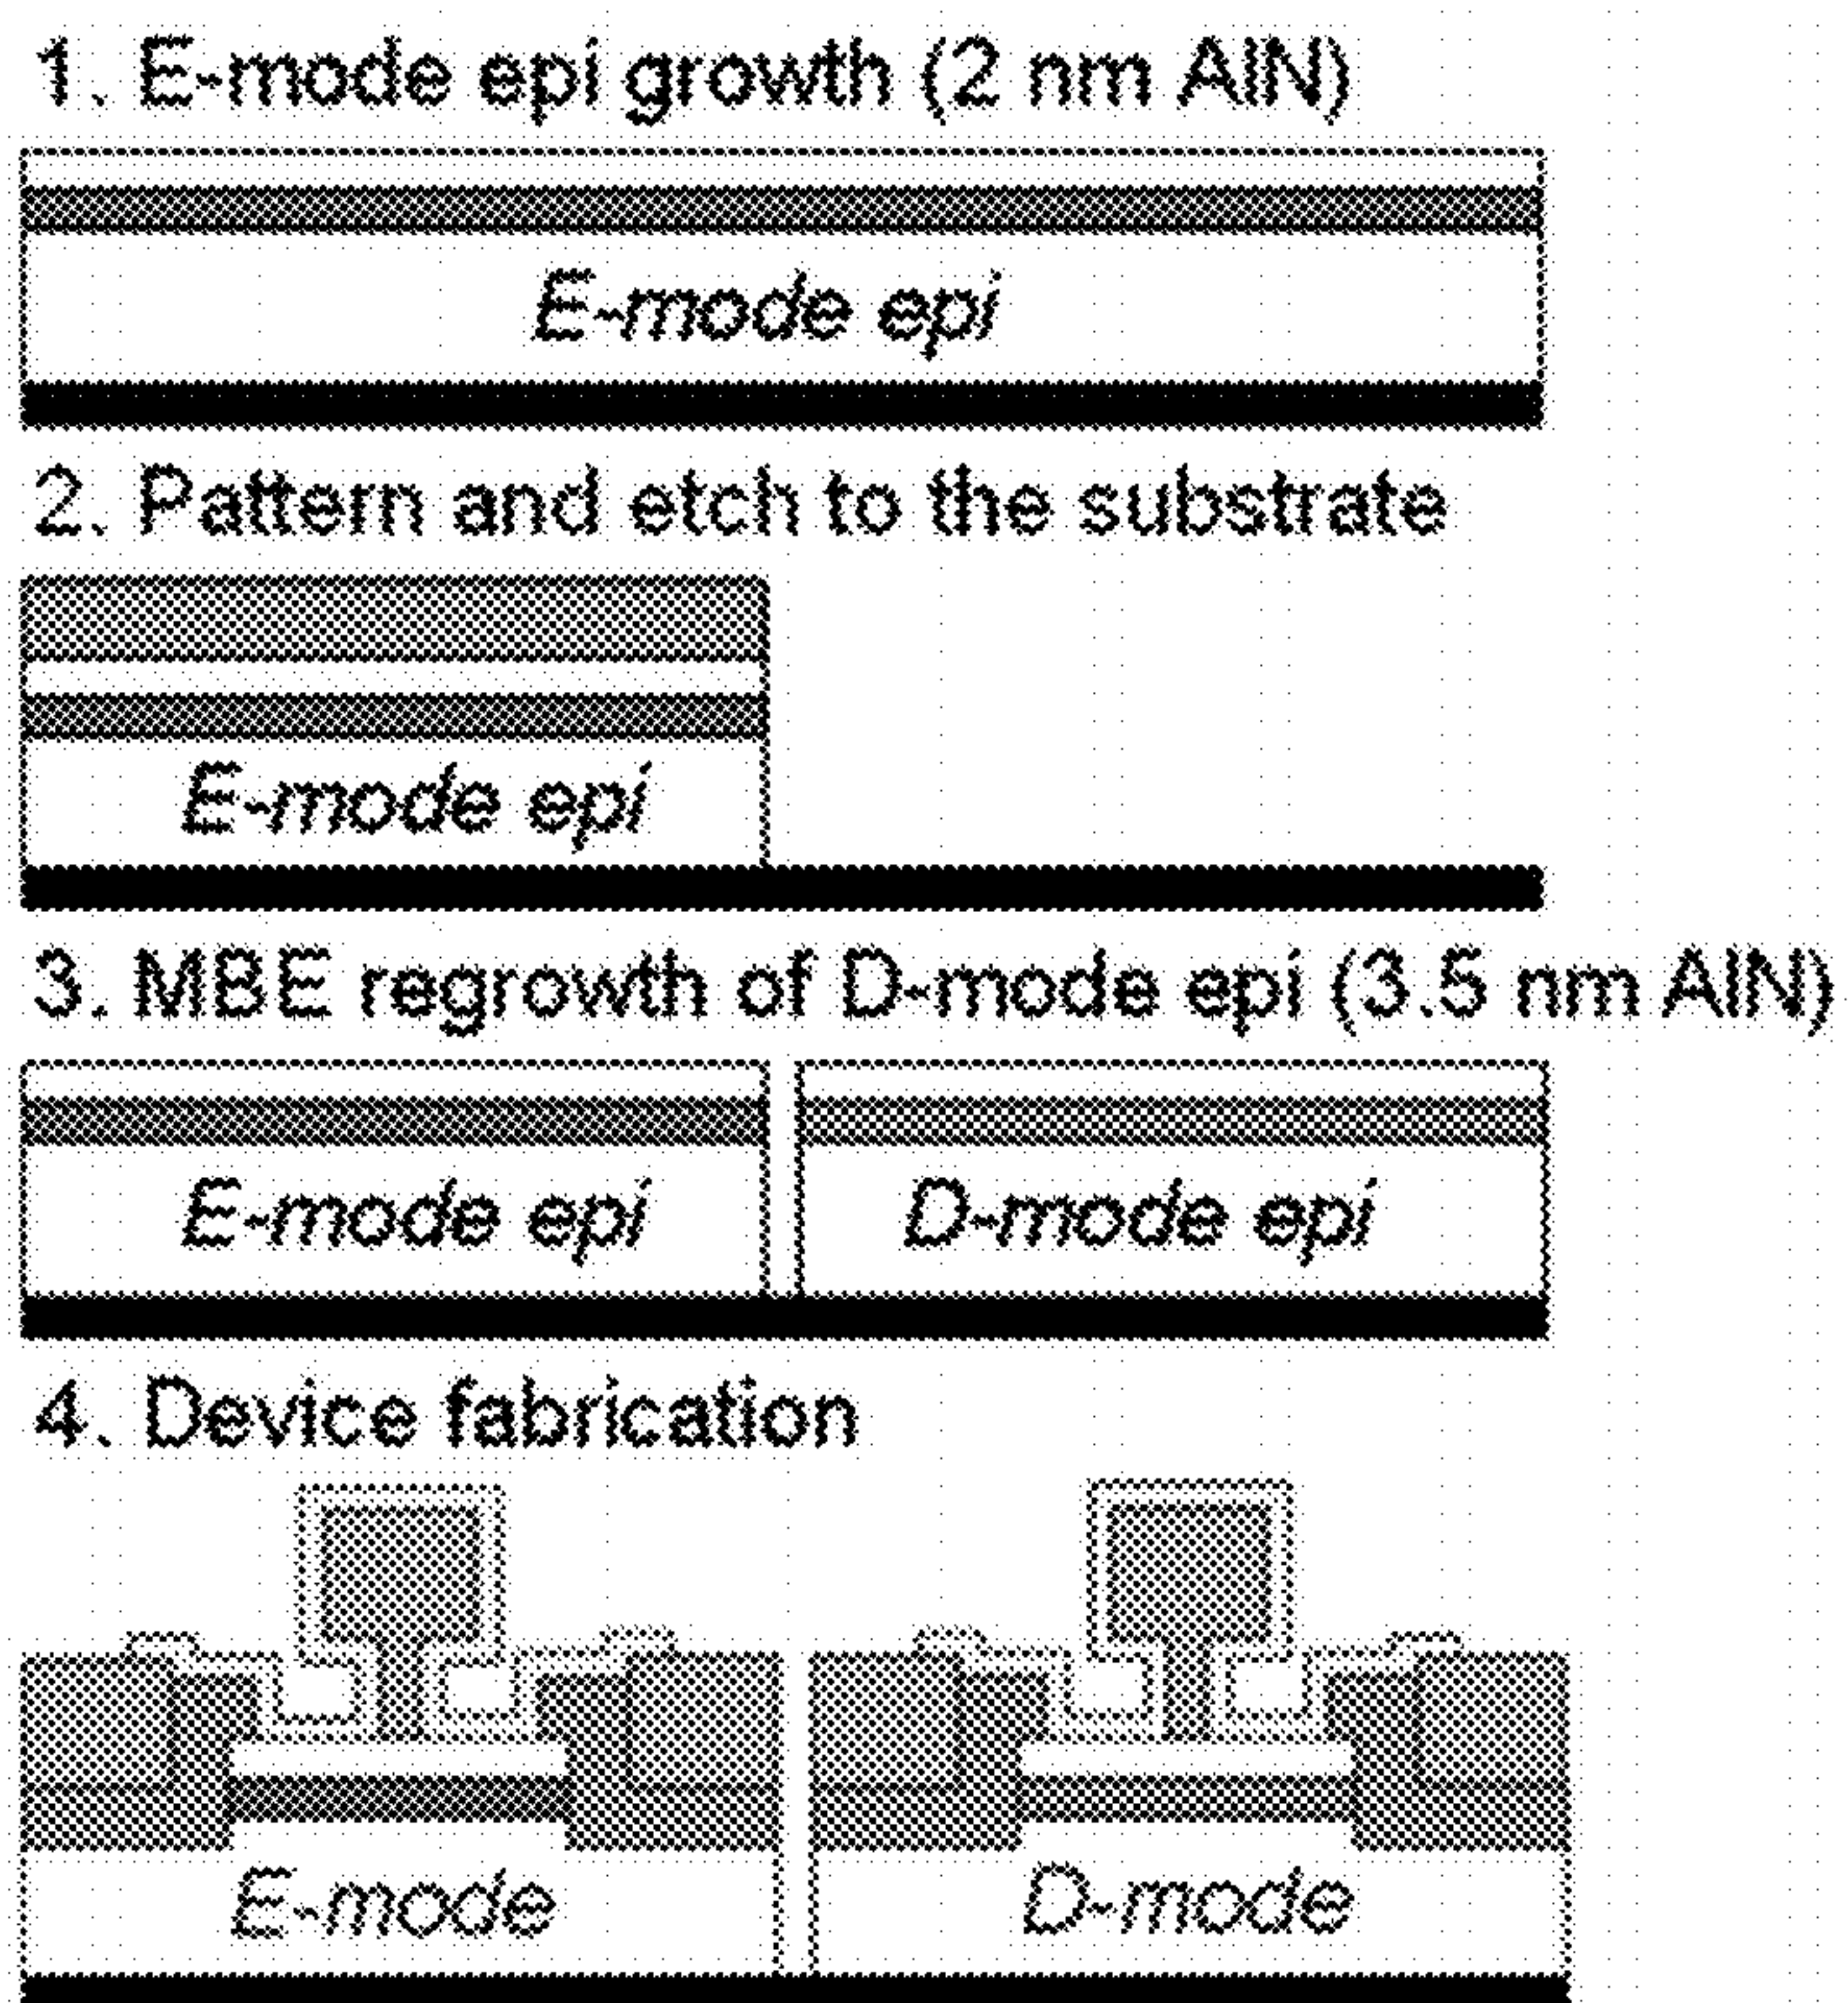 1. E-mode epi growth (2 nm AlN)
E-mode epi
2. Pattern and etch to the substrate
E-mode epi
3. MBE regrowth of D-mode epi (3.5 nm AlN)
E-mode epi D-mode epi
4. Device fabrication
E-mode D-mode